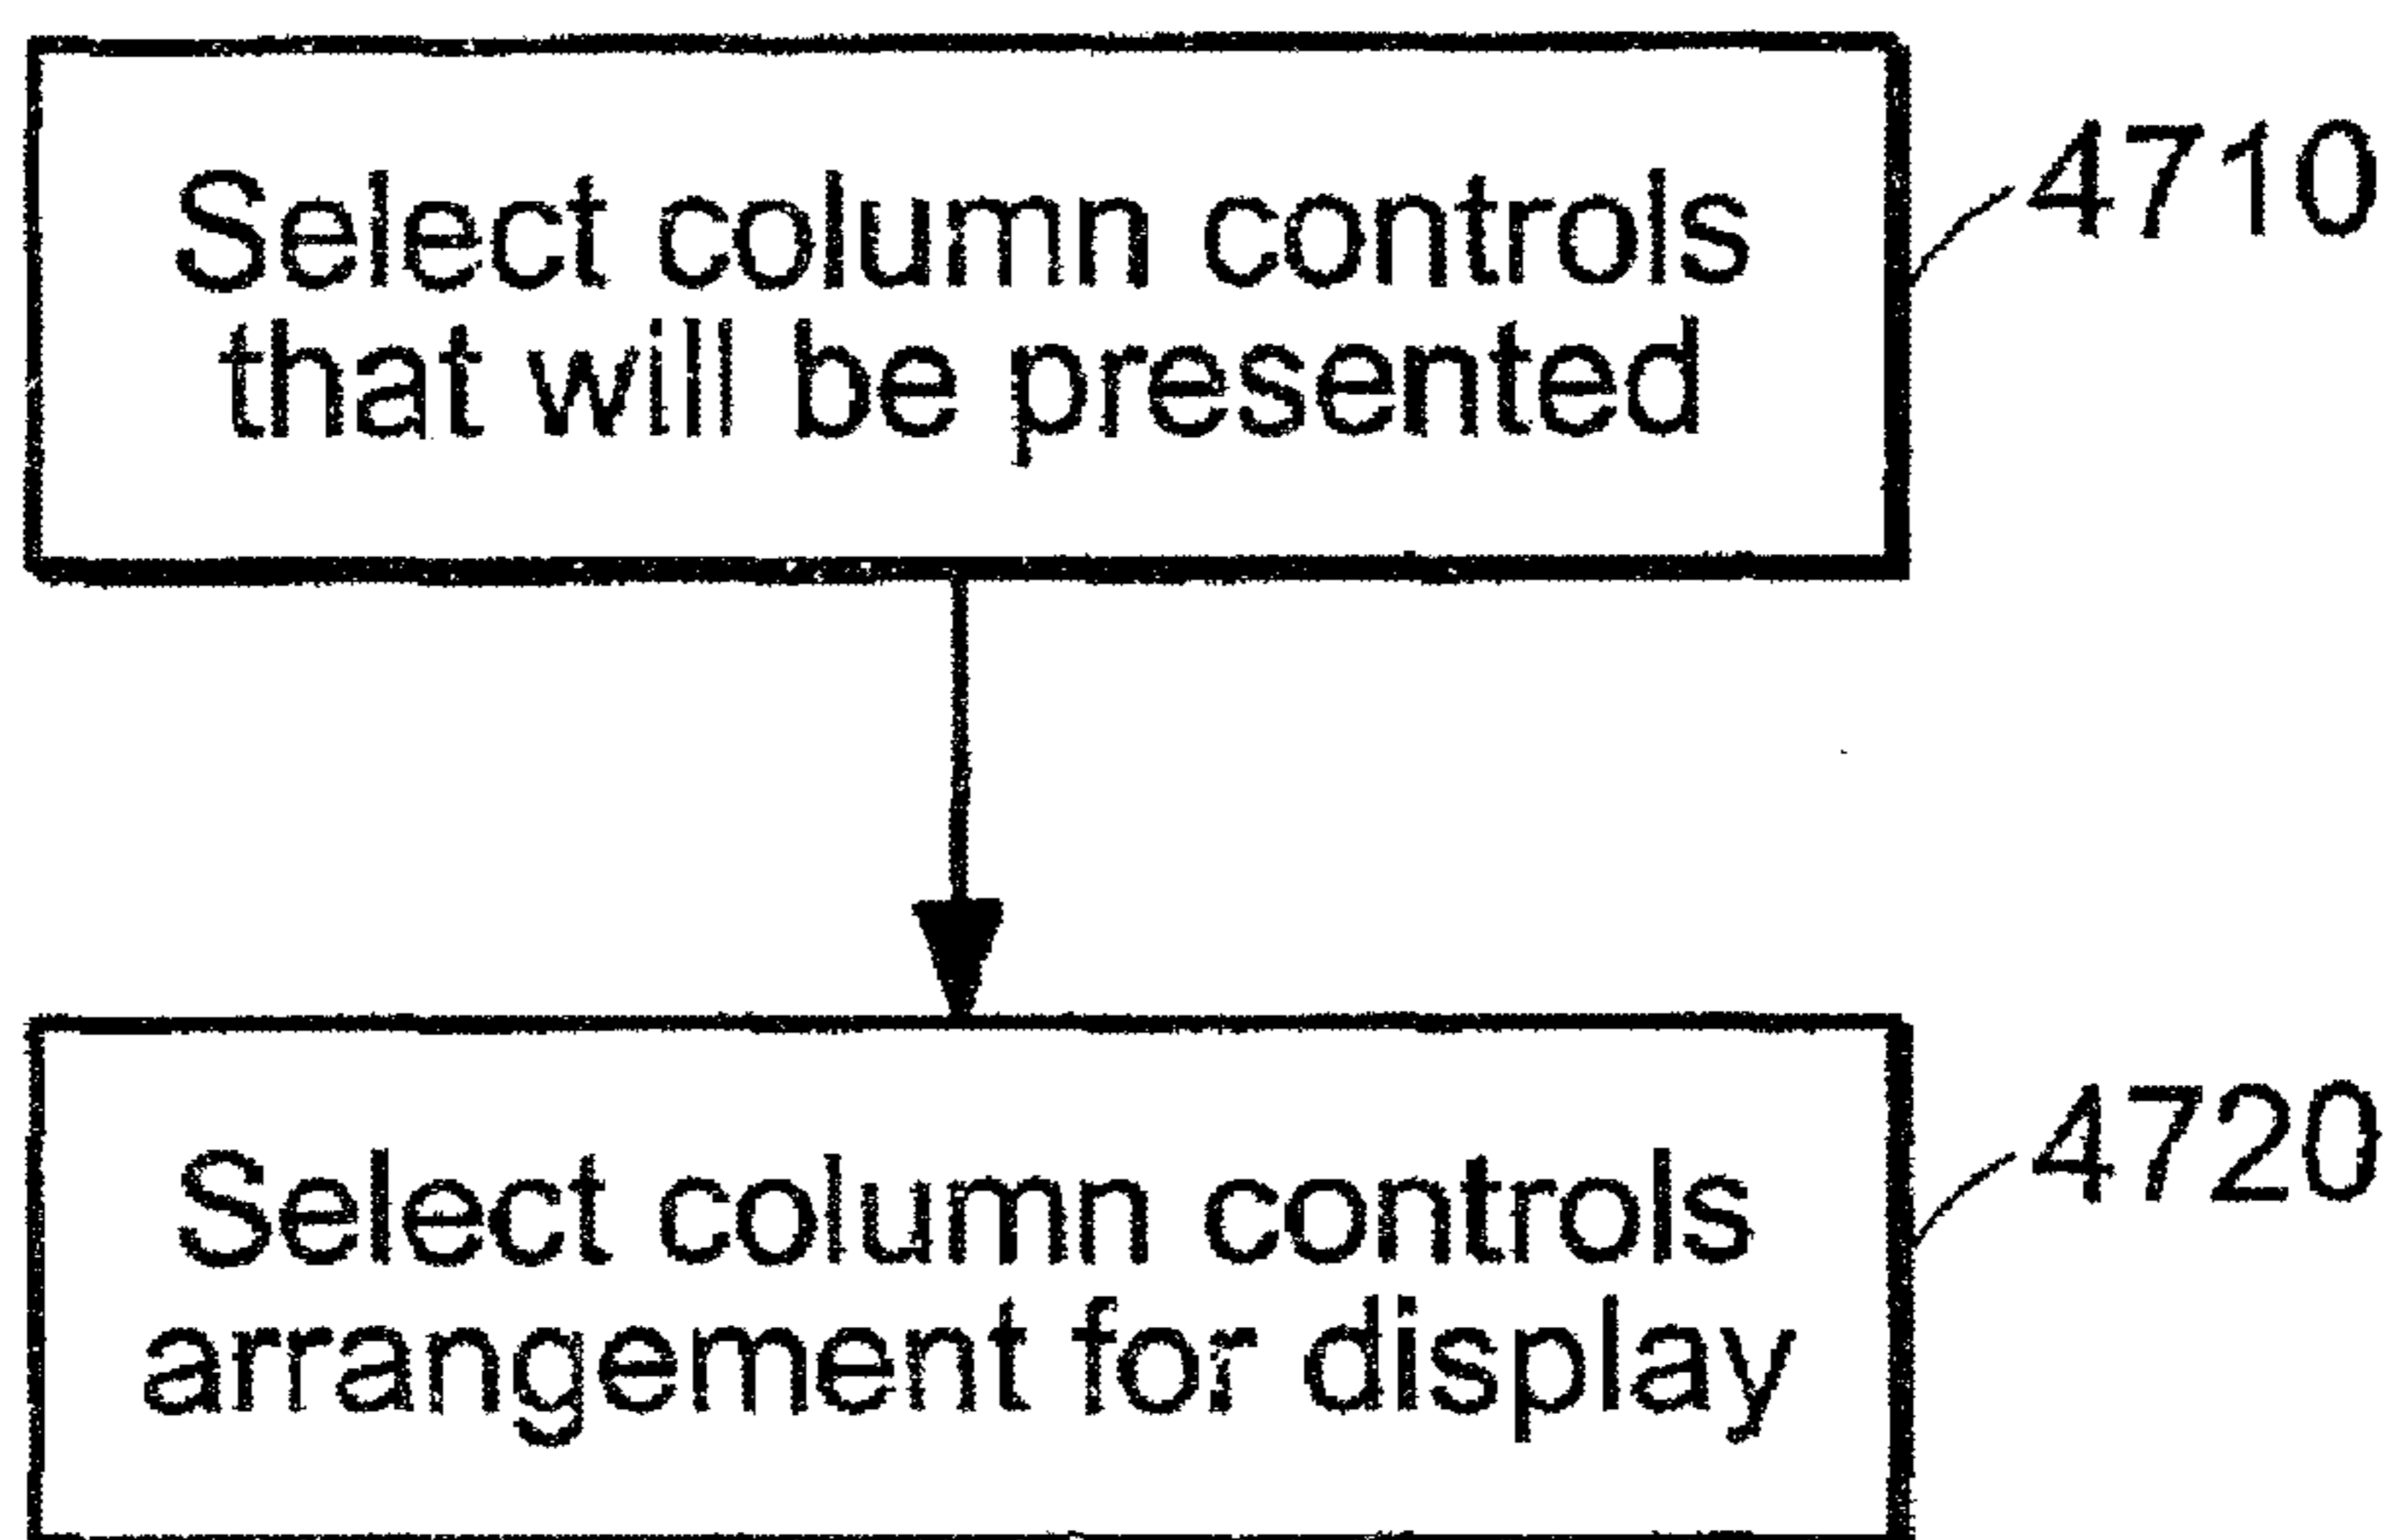 Select column controls
that will be presented
4710
Select column controls
arrangement for display
4720